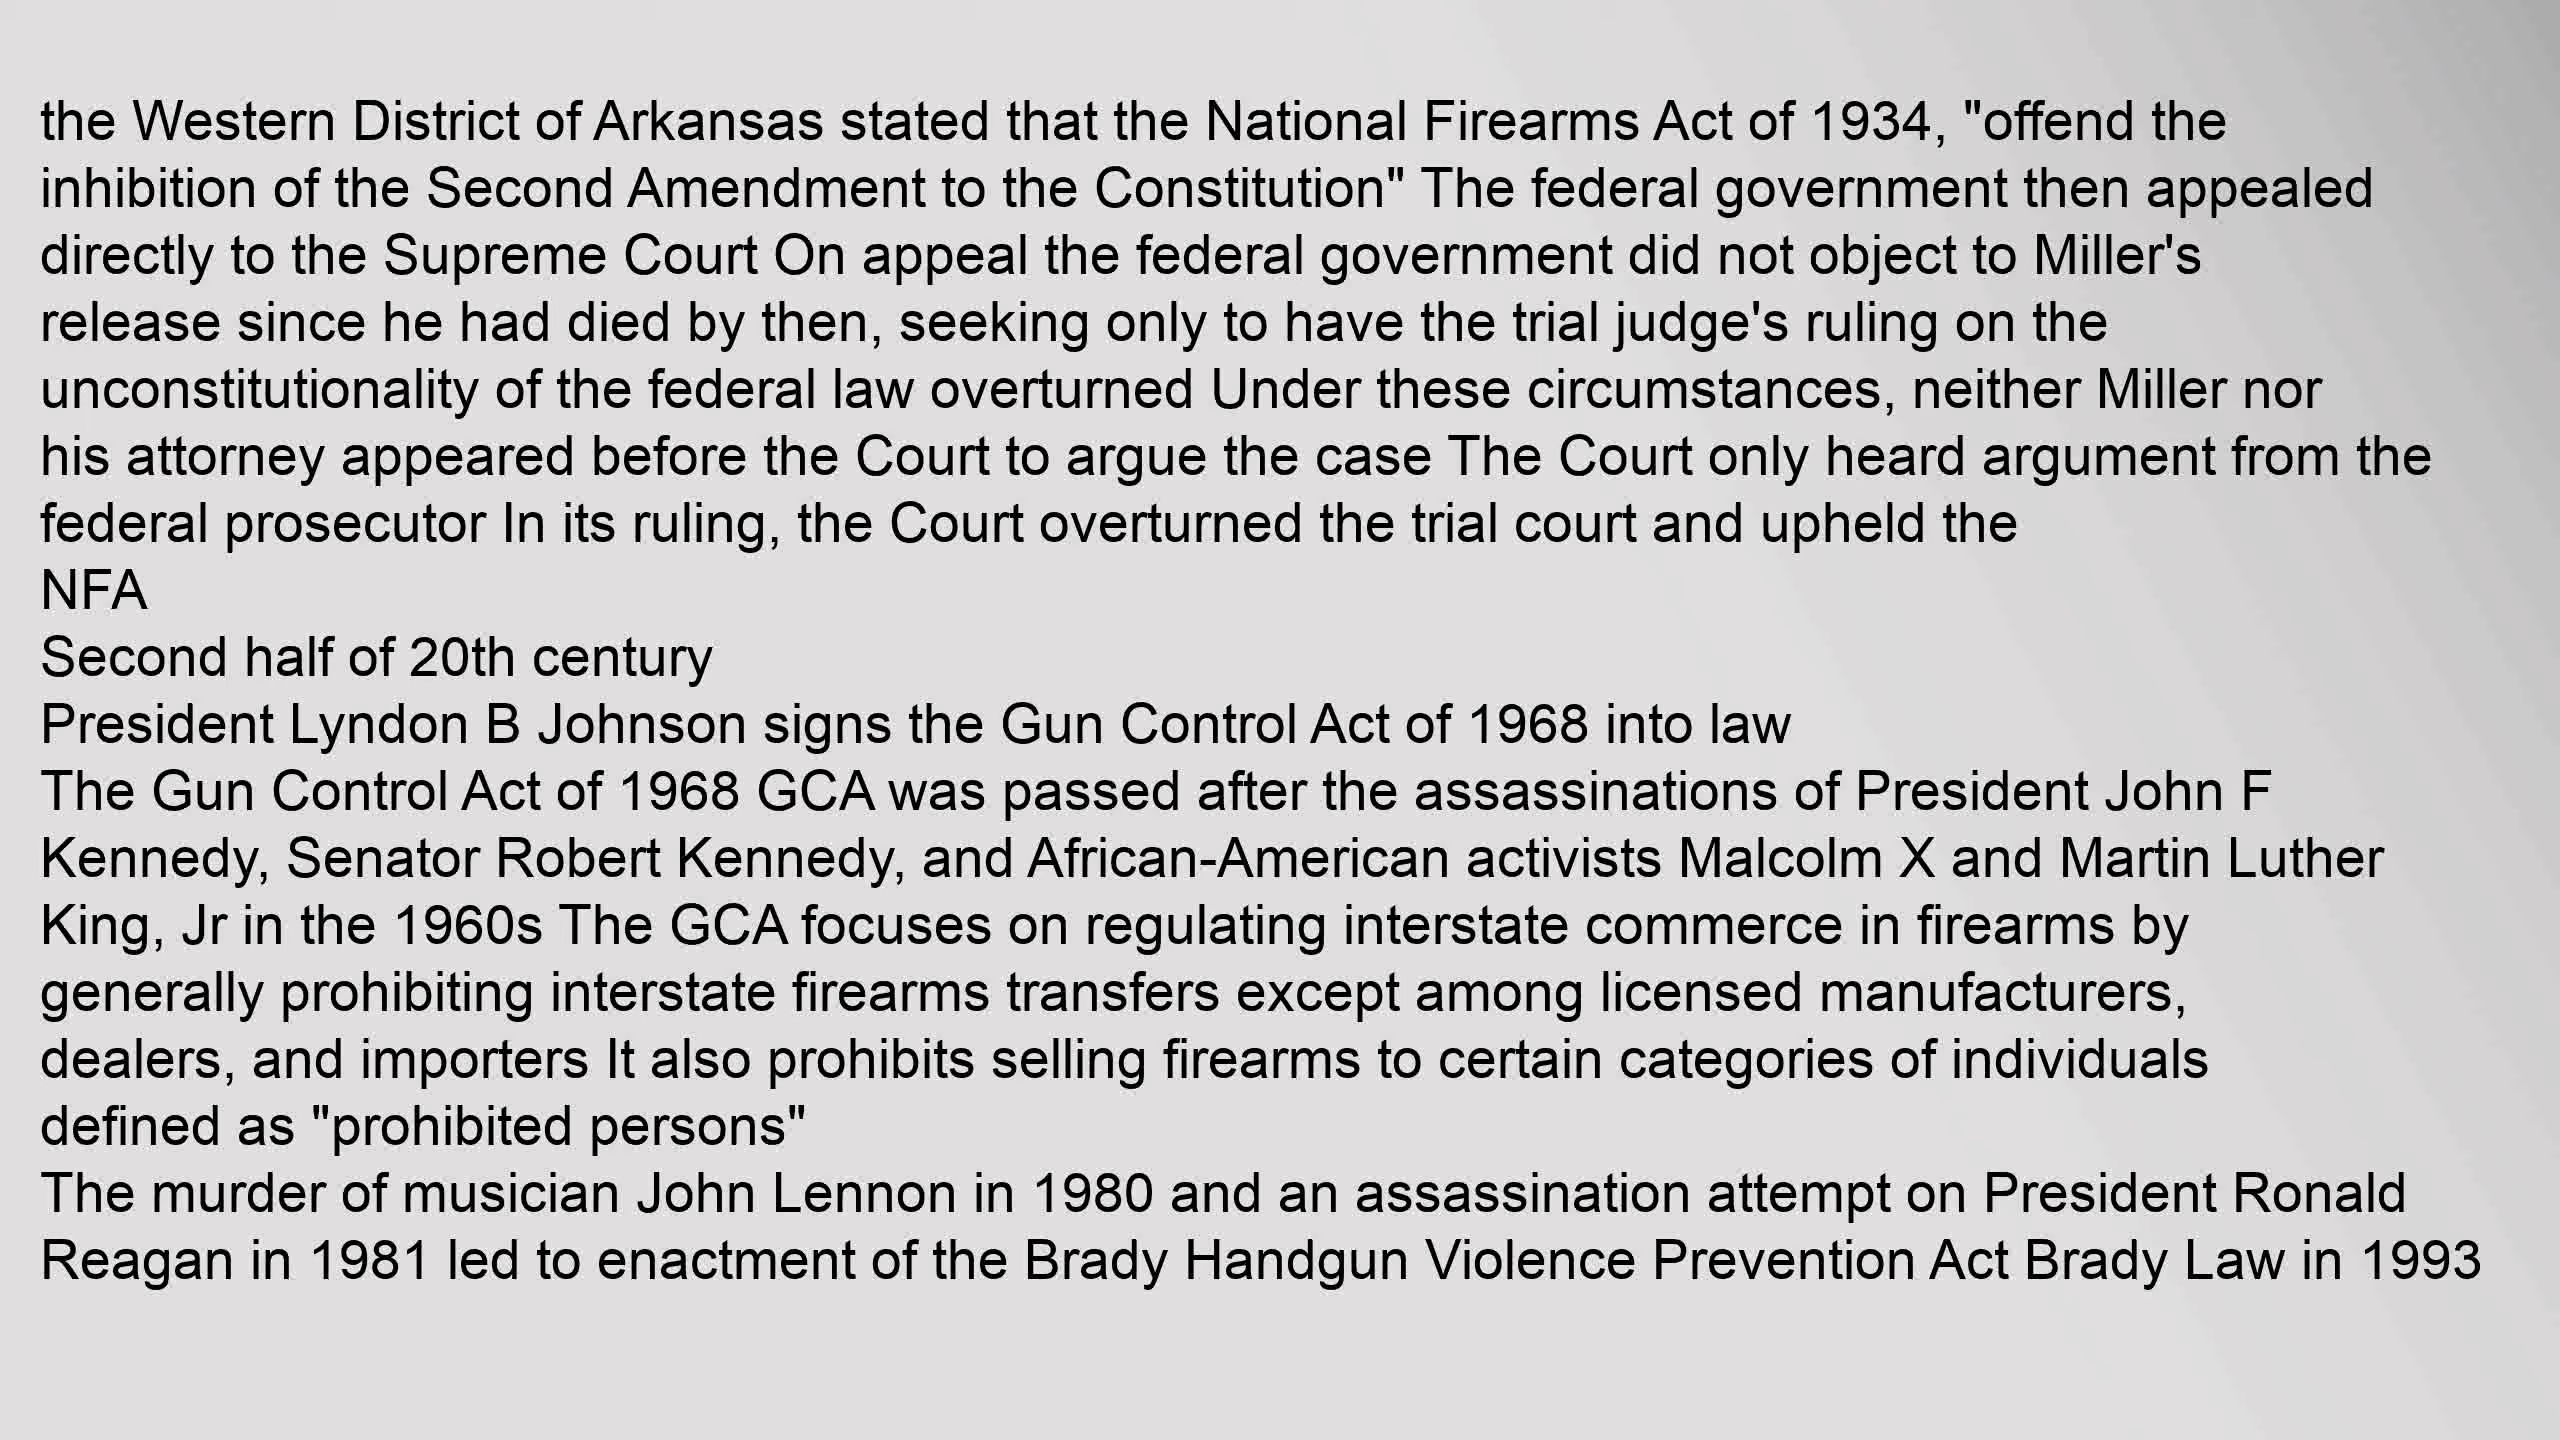 the Western District of Arkansas stated that the National Firearms Act of 1934, "offend the
inhibition of the Second Amendment to the Constitution" The federal government then appealed
directly to the Supreme Court On appeal the federal government did not object to Miller's
release since he had died by then, seeking only to have the trial judge's ruling on the
unconstitutionality of the federal law overturned Under these circumstances, neither Miller nor
his attorney appeared before the Court to argue the case The Court only heard argument from the
federal prosecutor In its ruling, the Court overturned the trial court and upheld the
NFA
Second half of 20th century
President Lyndon B Johnson signs the Gun Control Act of 1968 into law
The Gun Control Act of 1968 GCA was passed after the assassinations of President John F
Kennedy, Senator Robert Kennedy, and African-American activists Malcolm X and Martin Luther
King, Jr in the 1960s The GCA focuses on regulating interstate commerce in firearms by
generally prohibiting interstate firearms transfers except among licensed manufacturers,
dealers, and importers It also prohibits selling firearms to certain categories of individuals
defined as "prohibited persons"
The murder of musician John Lennon in 1980 and an assassination attempt on President Ronald
Reagan in 1981 led to enactment of the Brady Handgun Violence Prevention Act Brady Law in 1993